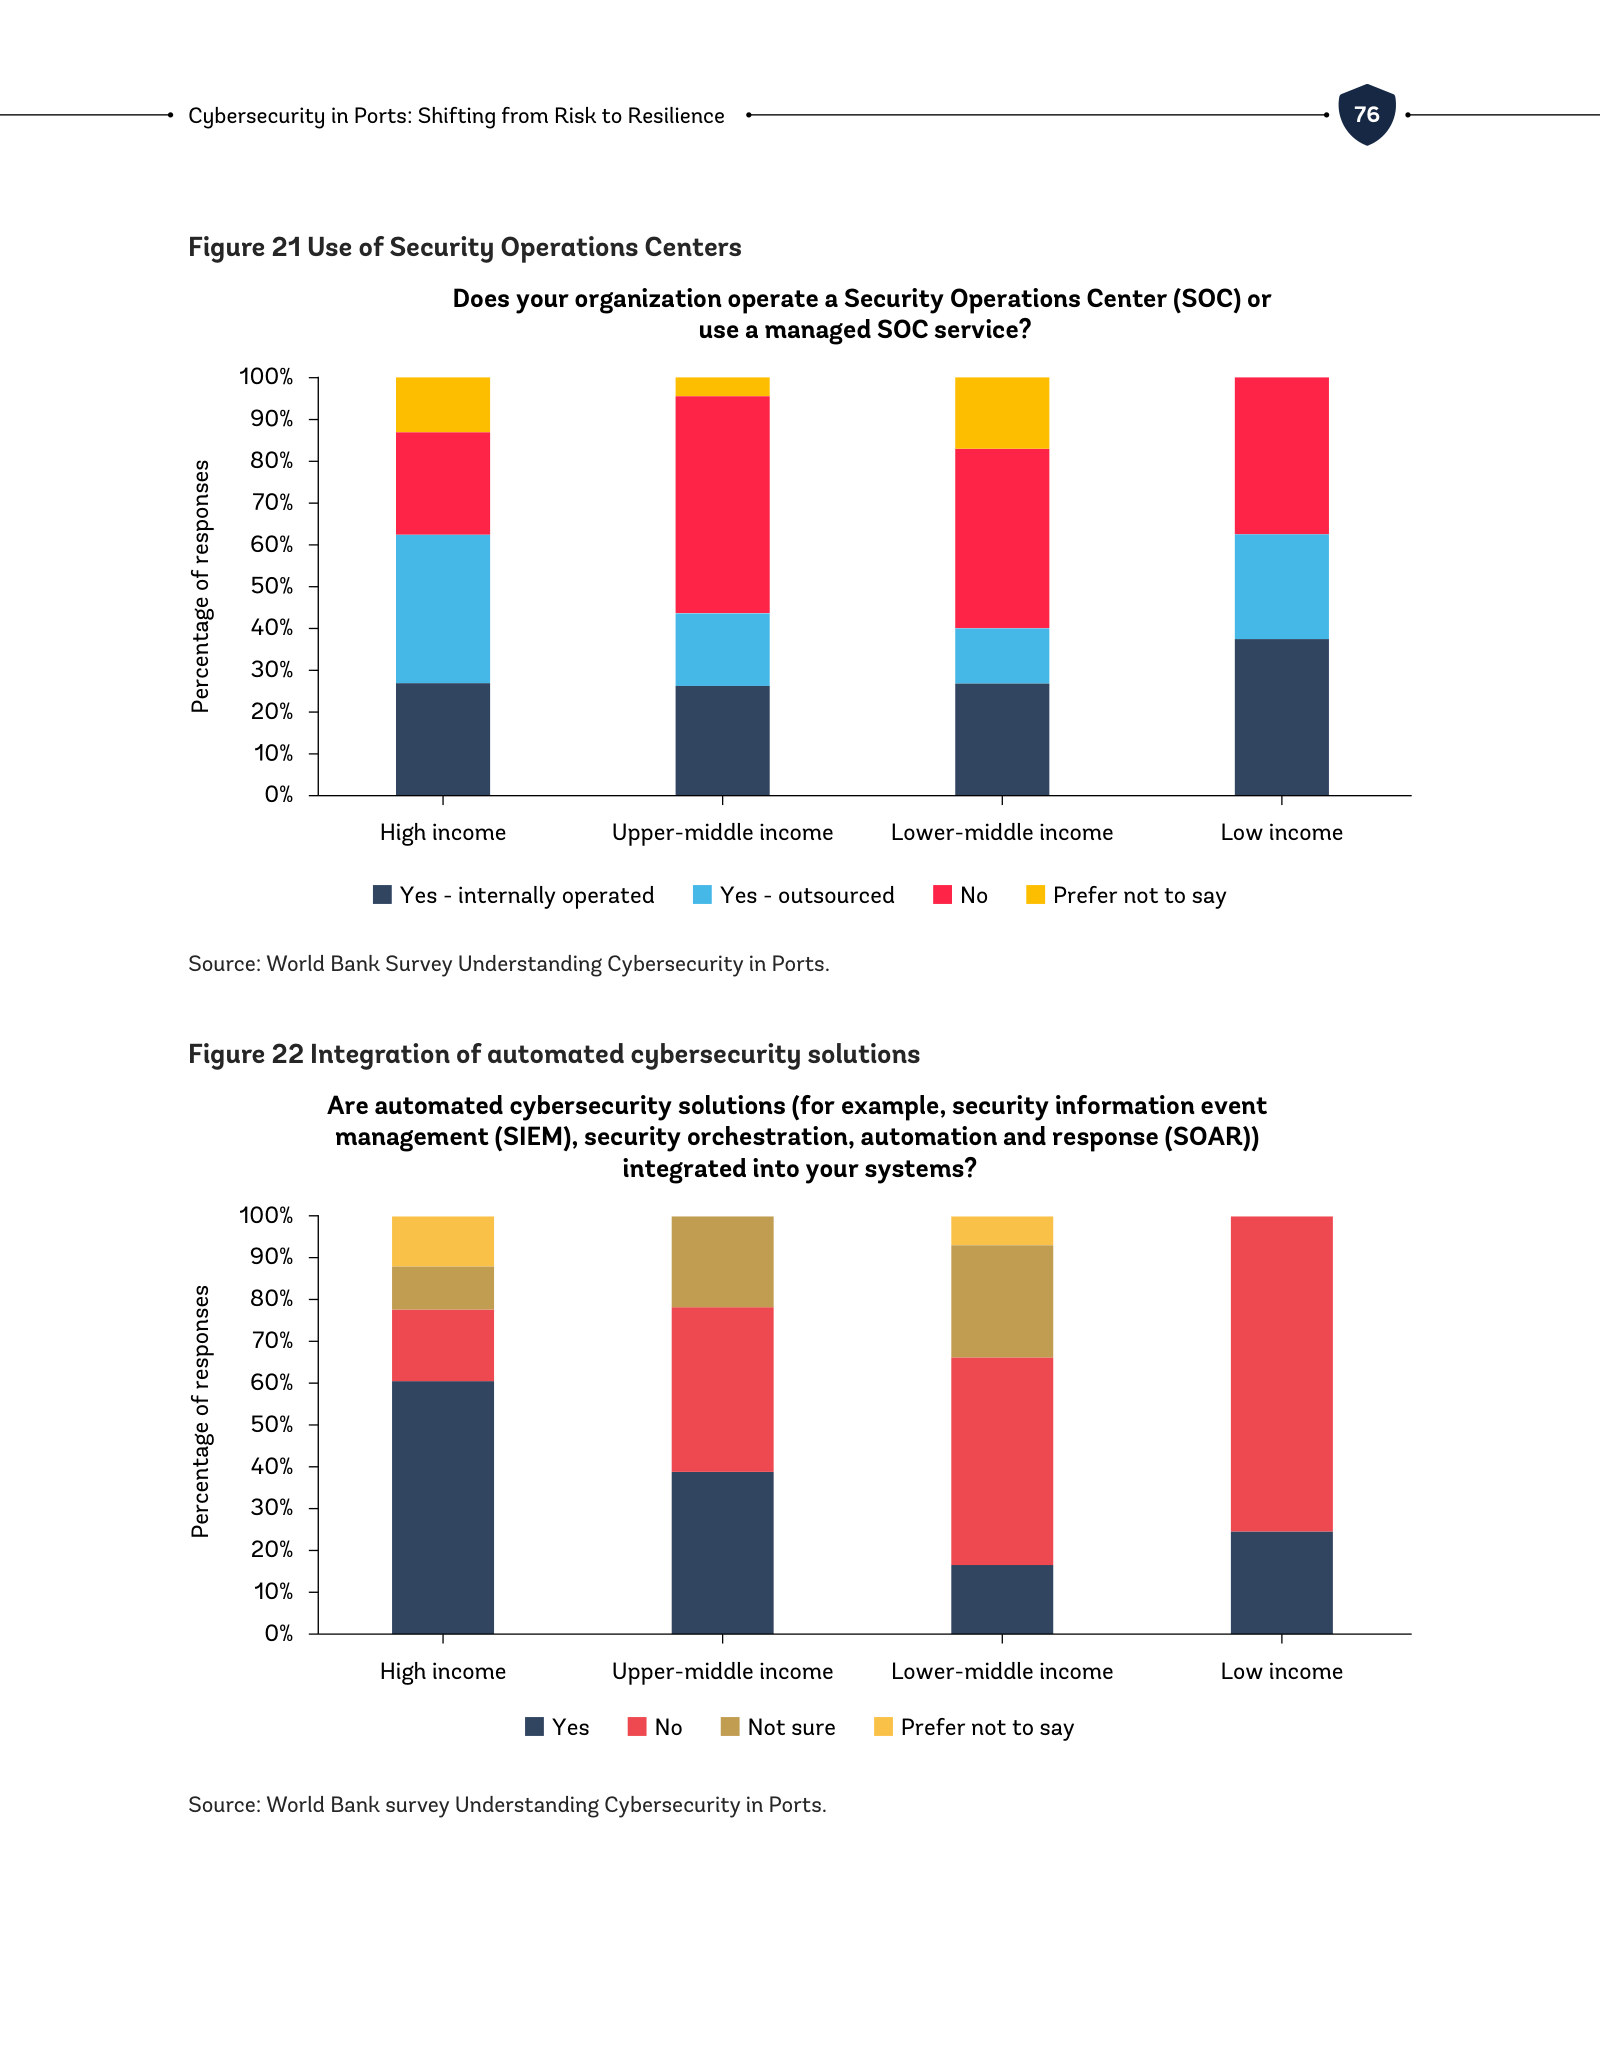 Cybersecurity in Ports: Shifting from Risk to Resilience
76
Figure 21 Use of Security Operations Centers
Does your organization operate a Security Operations Center (SOC) or
use a managed SOC service?
Percentage of responses
100%
90%
80%
70%
60%
50%
40%
30%
20%
10%
0%
High income
Upper-middle income
Lower-middle income
Low income
Yes - internally operated
Yes - outsourced
No
Prefer not to say
Source: World Bank Survey Understanding Cybersecurity in Ports.
Figure 22 Integration of automated cybersecurity solutions
Are automated cybersecurity solutions (for example, security information event
management (SIEM), security orchestration, automation and response (SOAR))
integrated into your systems?
Percentage of responses
100%
90%
80%
70%
60%
50%
40%
30%
20%
10%
0%
High income
Upper-middle income
Lower-middle income
Low income
Yes
No
Not sure
Prefer not to say
Source: World Bank survey Understanding Cybersecurity in Ports.